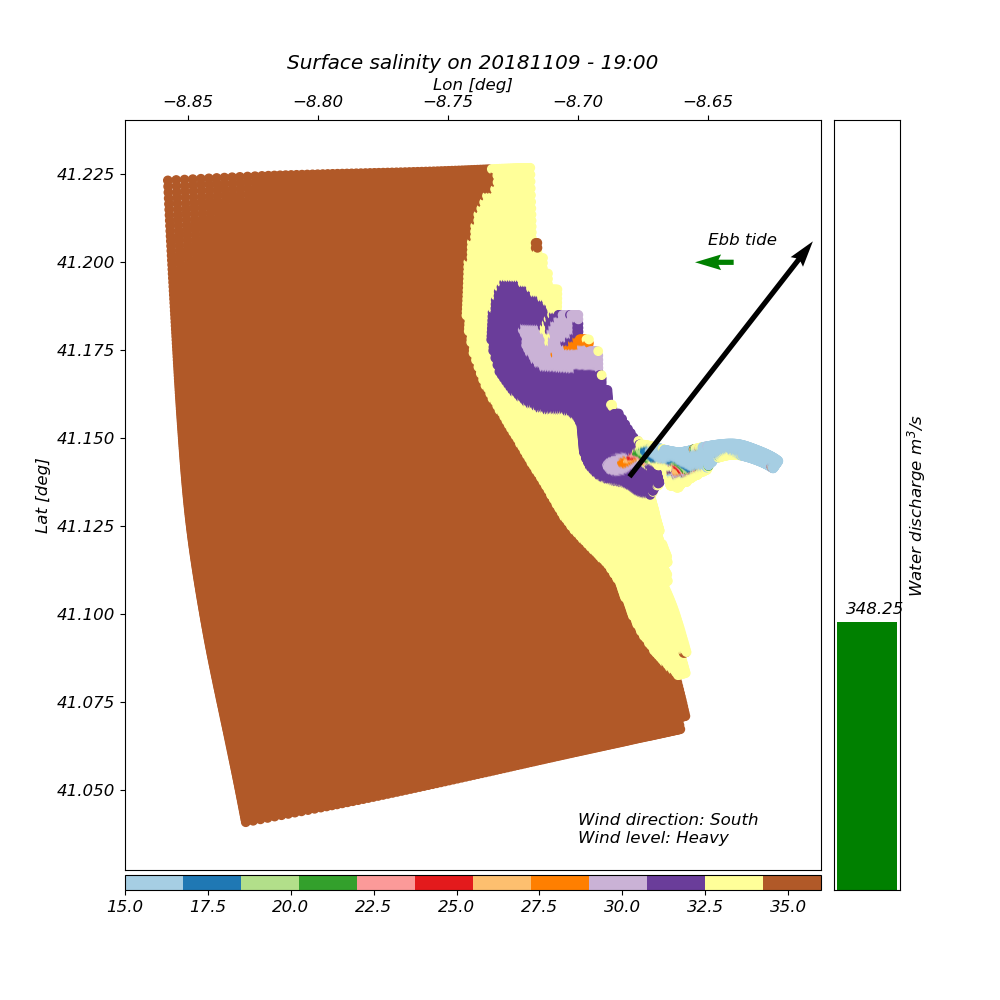 Surface salinity on 20181109 - 19:00
Lon [deg]
−8.85 −8.80 −8.75 −8.70 −8.65
41.225
41.200
41.175
41.150
41.125
41.100
41.075
41.050
Lat [deg]
Ebb tide
Wind direction: South
Wind level: Heavy
348.25
Water discharge m³/s
15.0 17.5 20.0 22.5 25.0 27.5 30.0 32.5 35.0